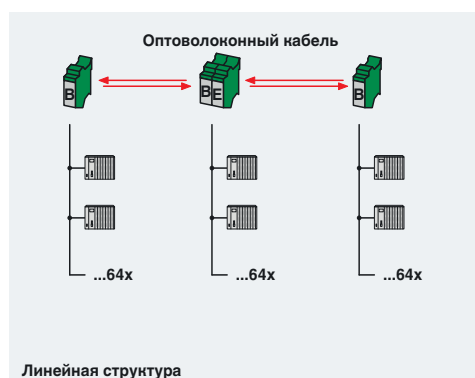 Оптоволоконный кабель
B BE B
...64x ...64x ...64x
Линейная структура